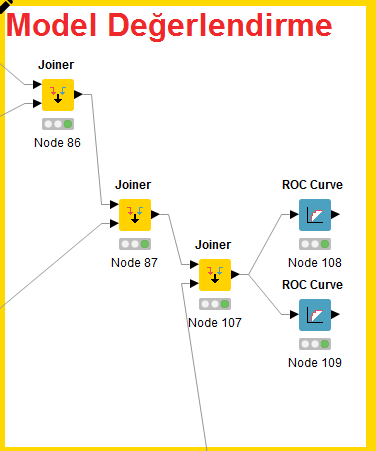 Model Değerlendirme
Joiner
Node 86
Joiner
Node 87
Joiner
Node 107
ROC Curve
Node 108
ROC Curve
Node 109